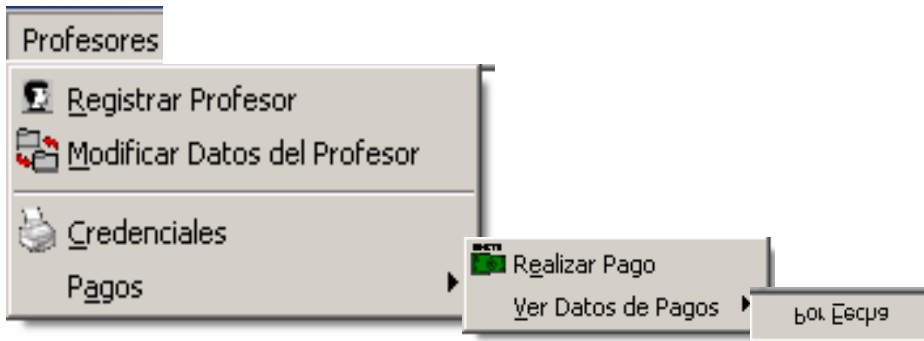 Profesores
Registrar Profesor
Modificar Datos del Profesor
Credenciales
Pagos
Realizar Pago
Ver Datos de Pagos
Por Fecha